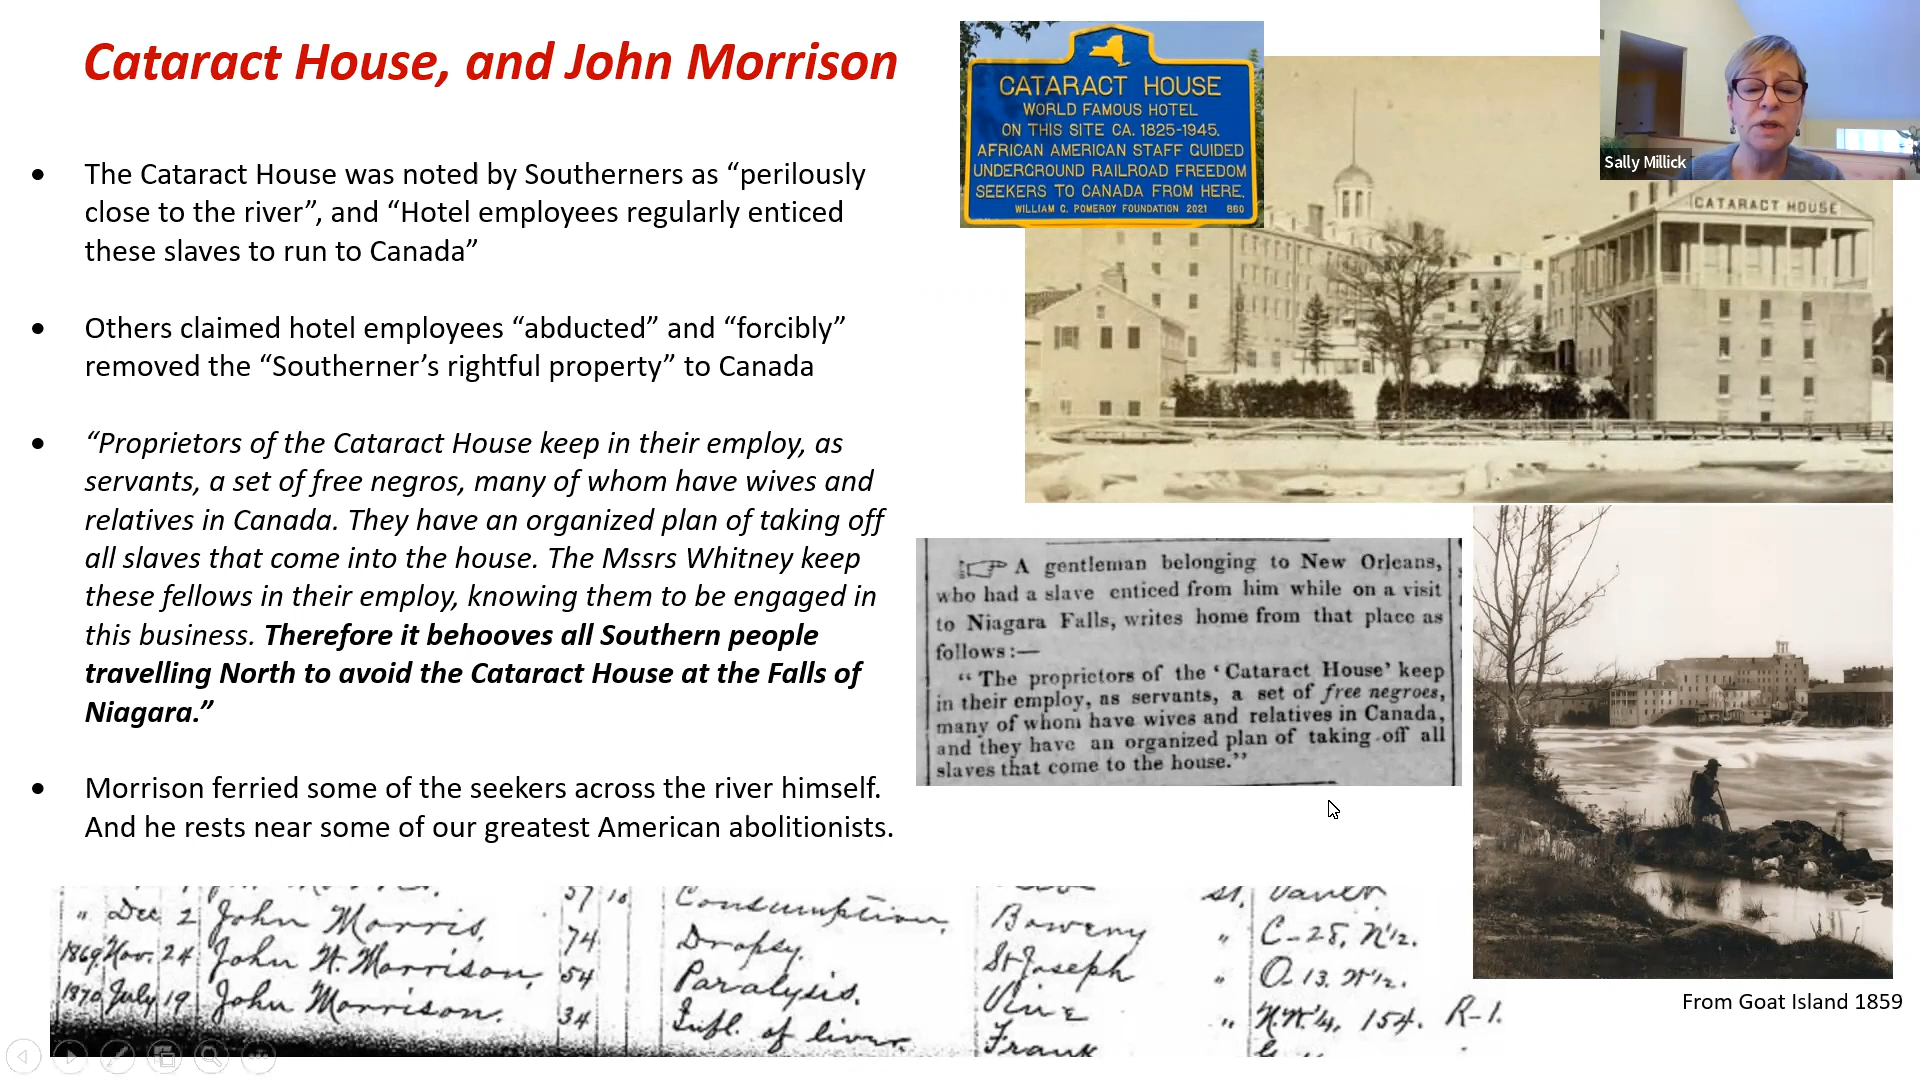 Cataract House, and John Morrison
• The Cataract House was noted by Southerners as “perilously
close to the river”, and “Hotel employees regularly enticed
these slaves to run to Canada”
• Others claimed hotel employees “abducted” and “forcibly”
removed the “Southerner’s rightful property” to Canada
• “Proprietors of the Cataract House keep in their employ, as
servants, a set of free negros, many of whom have wives and
relatives in Canada. They have an organized plan of taking off
all slaves that come into the house. The Mssrs Whitney keep
these fellows in their employ, knowing them to be engaged in
this business. Therefore it behooves all Southern people
travelling North to avoid the Cataract House at the Falls of
Niagara.”
• Morrison ferried some of the seekers across the river himself.
And he rests near some of our greatest American abolitionists.
CATARACT HOUSE
WORLD FAMOUS HOTEL
ON THIS SITE CA. 1825-1945.
AFRICAN AMERICAN STAFF GUIDED
UNDERGROUND RAILROAD FREEDOM
SEEKERS TO CANADA FROM HERE.
WILLIAM G. POMEROY FOUNDATION 2021 860
CATARACT HOUSE
Sally Millick
A gentleman belonging to New Orleans,
who had a slave enticed from him while on a visit
to Niagara Falls, writes home from that place as
follows:—
“The proprietors of the ‘Cataract House’ keep
in their employ, as servants, a set of free negroes,
many of whom have wives and relatives in Canada,
and they have an organized plan of taking off all
slaves that come to the house.”
From Goat Island 1859
57 10 Consumption, St. Vault
" Dec 2 John Morris, 74 Dropsy. Bowery " C-28, N½.
1869, Nov. 24 John W. Morrison, 54 Paralysis. St Joseph " O. 13. N½.
1870 July 19 John Morrison. 34 Infl. of liver. Vine " N.W¼, 154. R-1.
Frank